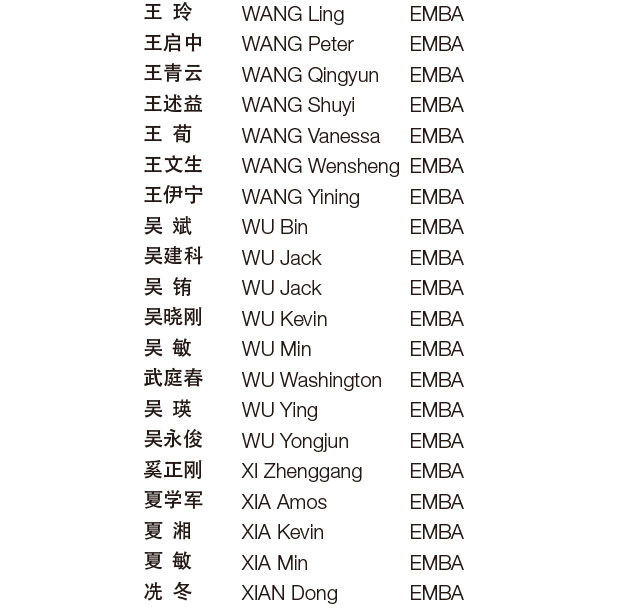 王 玲 WANG Ling EMBA
王启中 WANG Peter EMBA
王青云 WANG Qingyun EMBA
王述益 WANG Shuyi EMBA
王 荀 WANG Vanessa EMBA
王文生 WANG Wensheng EMBA
王伊宁 WANG Yining EMBA
吴 斌 WU Bin EMBA
吴建科 WU Jack EMBA
吴 铕 WU Jack EMBA
吴晓刚 WU Kevin EMBA
吴 敏 WU Min EMBA
武庭春 WU Washington EMBA
吴 瑛 WU Ying EMBA
吴永俊 WU Yongjun EMBA
奚正刚 XI Zhenggang EMBA
夏学军 XIA Amos EMBA
夏 湘 XIA Kevin EMBA
夏 敏 XIA Min EMBA
冼 冬 XIAN Dong EMBA